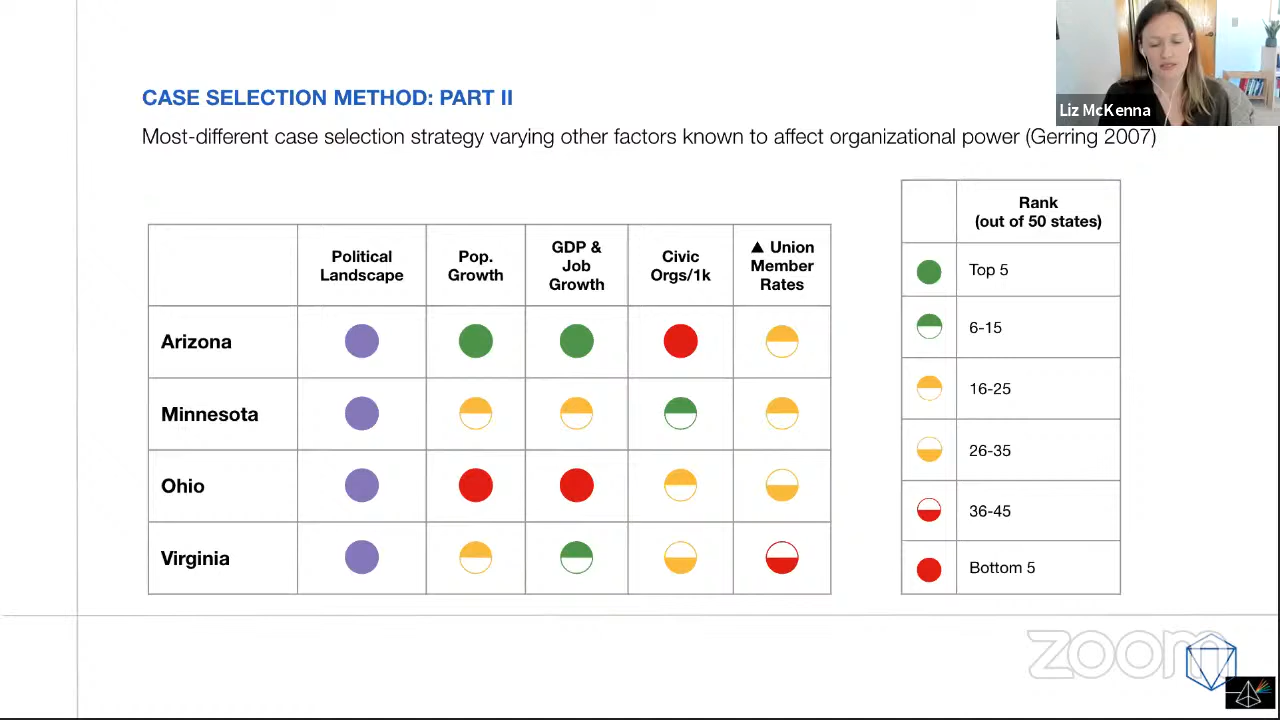 Liz McKenna
CASE SELECTION METHOD: PART II
Most-different case selection strategy varying other factors known to affect organizational power (Gerring 2007)
Political
Landscape
Pop.
Growth
GDP &
Job
Growth
Civic
Orgs/1k
▲ Union
Member
Rates
Arizona
Minnesota
Ohio
Virginia
Rank
(out of 50 states)
Top 5
6-15
16-25
26-35
36-45
Bottom 5
zoom